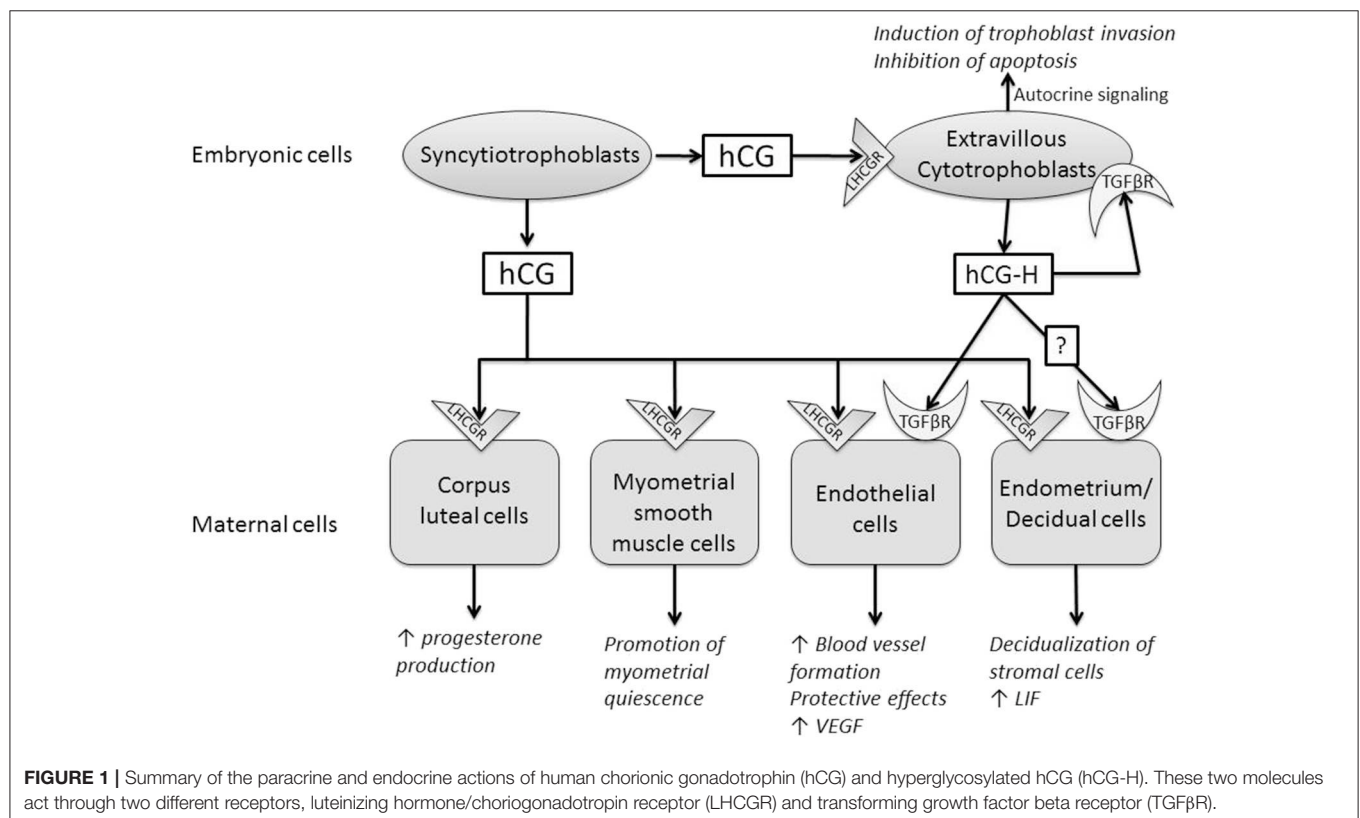 Induction of trophoblast invasion
Inhibition of apoptosis
Autocrine signaling
Embryonic cells
Syncytiotrophoblasts
hCG
LHCGR
Extravillous
Cytotrophoblasts
TGFβR
hCG
hCG-H
?
LHCGR
LHCGR
LHCGR
TGFβR
LHCGR
TGFβR
Maternal cells
Corpus
luteal cells
Myometrial
smooth
muscle cells
Endothelial
cells
Endometrium/
Decidual cells
↑ progesterone
production
Promotion of
myometrial
quiescence
↑ Blood vessel
formation
Protective effects
↑ VEGF
Decidualization of
stromal cells
↑ LIF
FIGURE 1 | Summary of the paracrine and endocrine actions of human chorionic gonadotrophin (hCG) and hyperglycosylated hCG (hCG-H). These two molecules
act through two different receptors, luteinizing hormone/choriogonadotropin receptor (LHCGR) and transforming growth factor beta receptor (TGFβR).